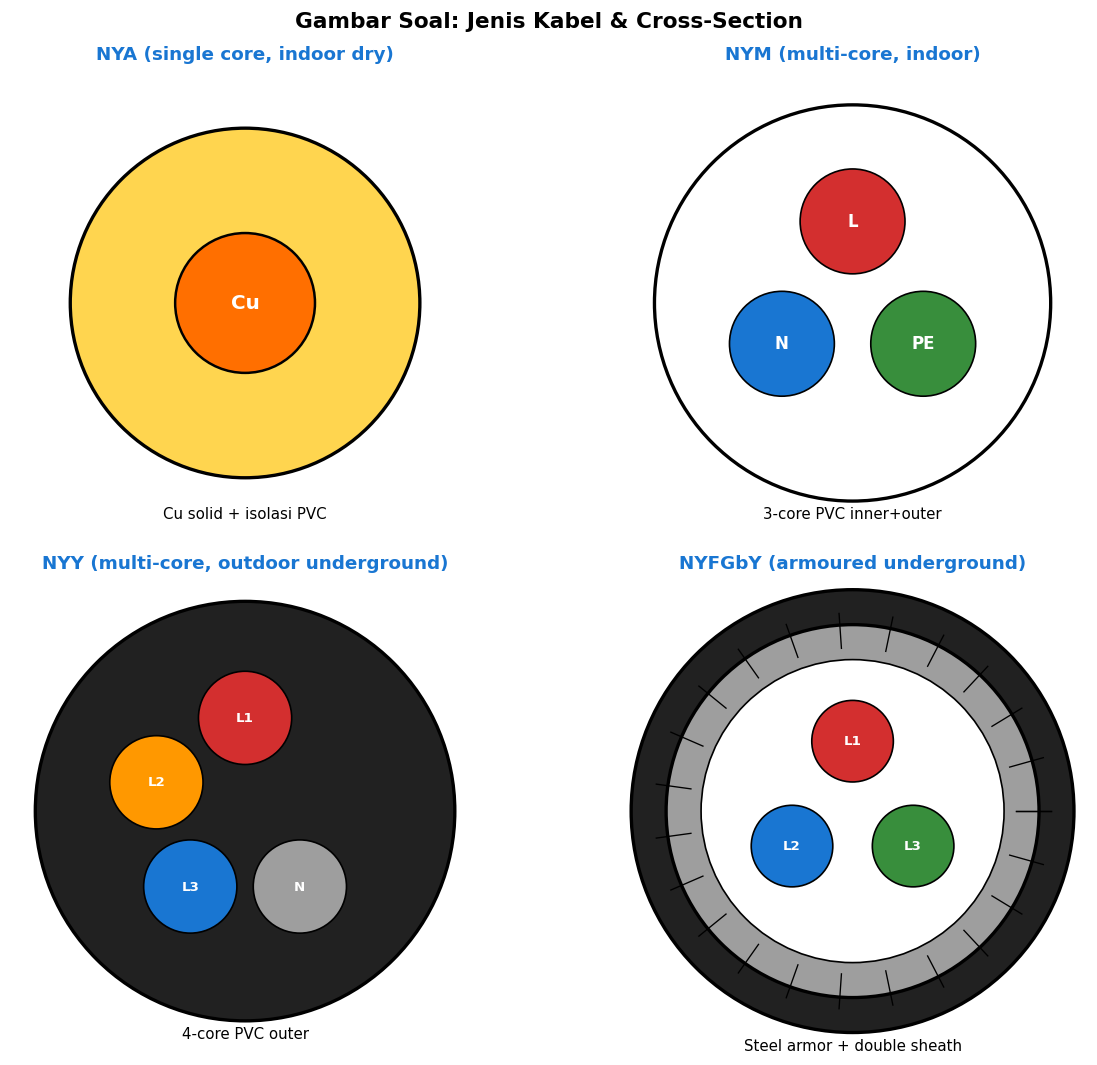 Gambar Soal: Jenis Kabel & Cross-Section
NYA (single core, indoor dry)
Cu
Cu solid + isolasi PVC
NYM (multi-core, indoor)
L
N
PE
3-core PVC inner+outer
NYY (multi-core, outdoor underground)
L1
L2
L3
N
4-core PVC outer
NYFGbY (armoured underground)
L1
L2
L3
Steel armor + double sheath